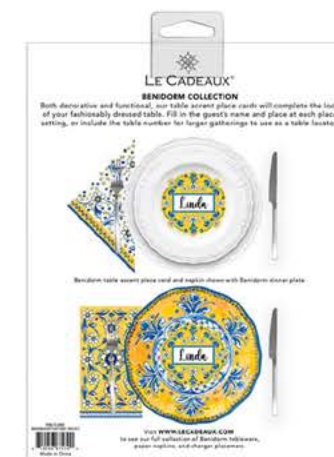 LE CADEAUX
BENIDORM COLLECTION
Both decorative and functional, our table accent place cards will complete the look
of your fashionably dressed table. Fill in the guest's name and place at each place
setting, or include the table number for larger gatherings to use as a table locator
Linda
Benidorm table accent place card and napkin shown with Benidorm dinner plate
Linda
Visit WWW.LECADEAUX.COM
to see our full collection of Benidorm tableware,
paper napkins, and charger placemats.
Made in China